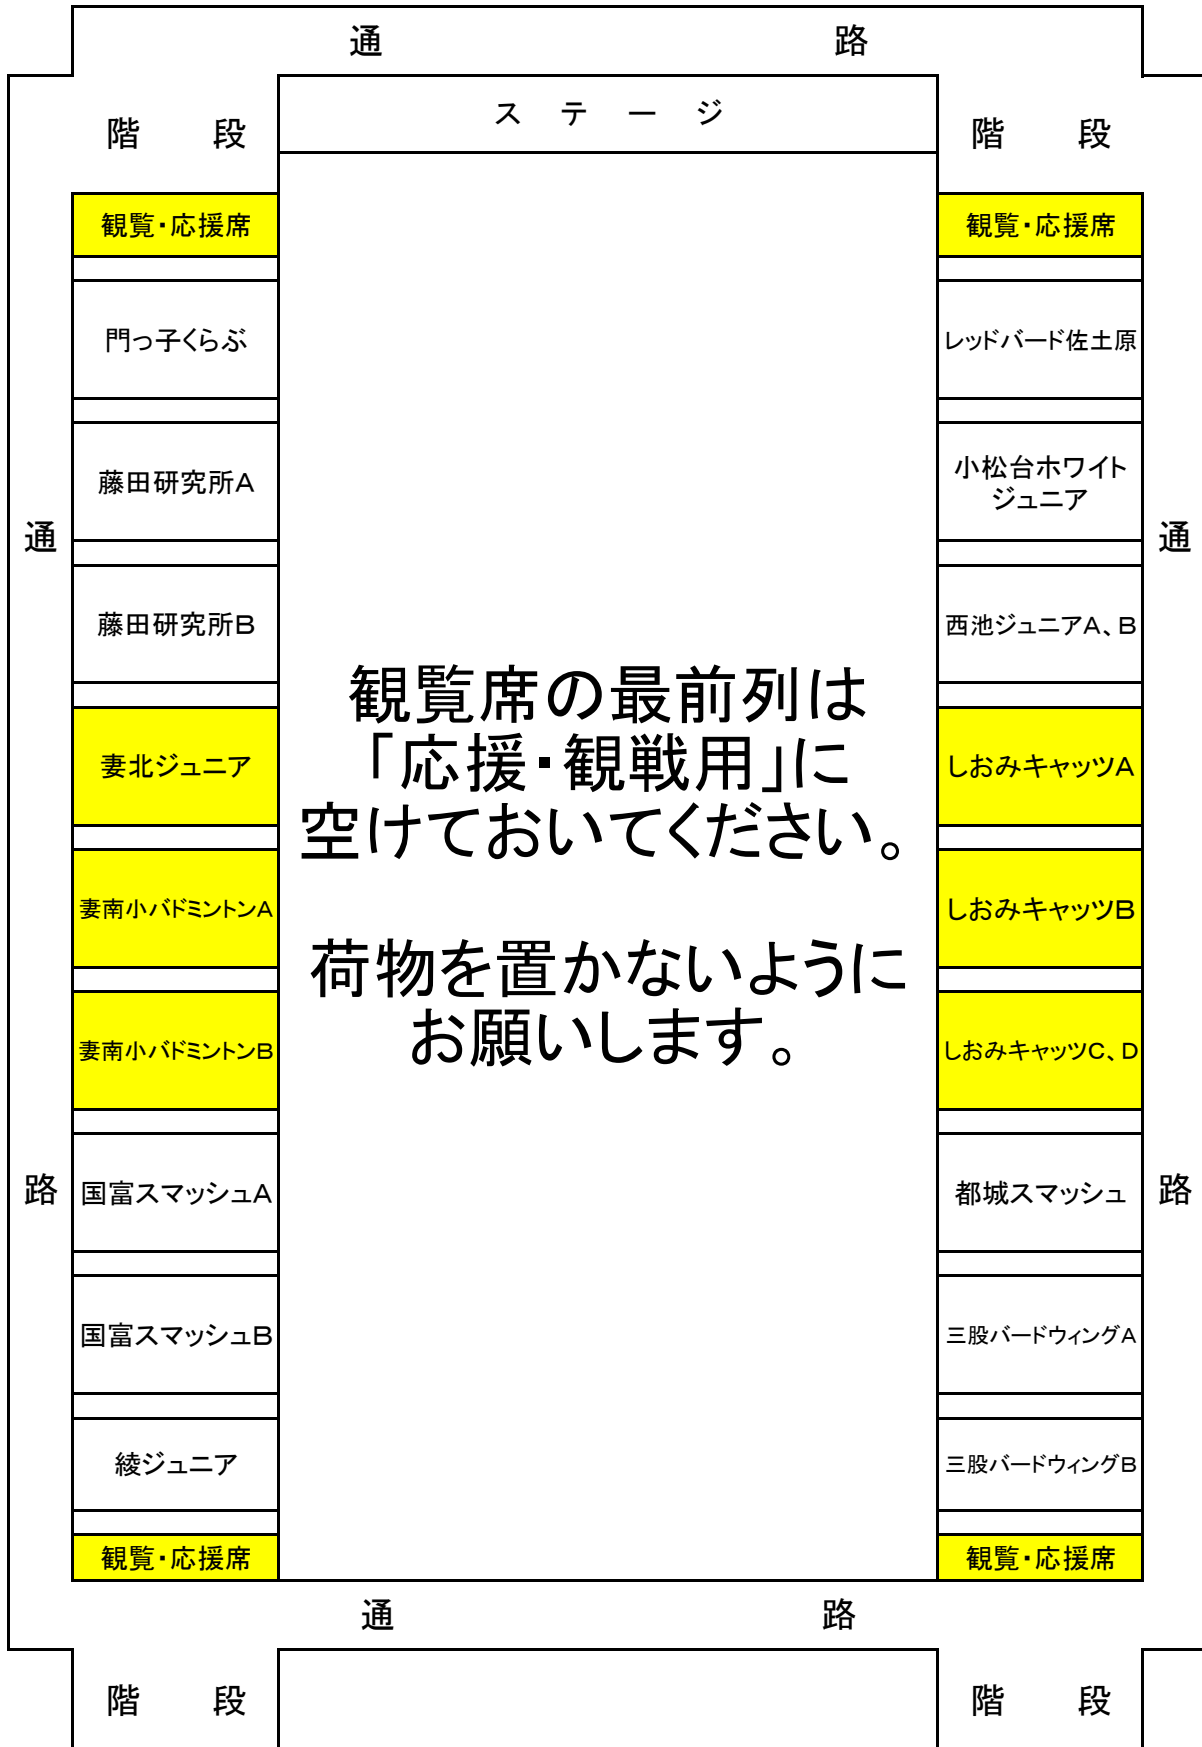 通　路
ステージ
階　段
階　段
観覧・応援席
観覧・応援席
門っ子くらぶ
レッドバード佐土原
藤田研究所A
小松台ホワイト
ジュニア
通
通
藤田研究所B
西池ジュニアA、B
観覧席の最前列は
「応援・観戦用」に
空けておいてください。
妻北ジュニア
しおみキャッツA
妻南小バドミントンA
しおみキャッツB
荷物を置かないように
お願いします。
妻南小バドミントンB
しおみキャッツC、D
路
路
国富スマッシュA
都城スマッシュ
国富スマッシュB
三股バードウィングA
綾ジュニア
三股バードウィングB
観覧・応援席
観覧・応援席
通　路
階　段
階　段